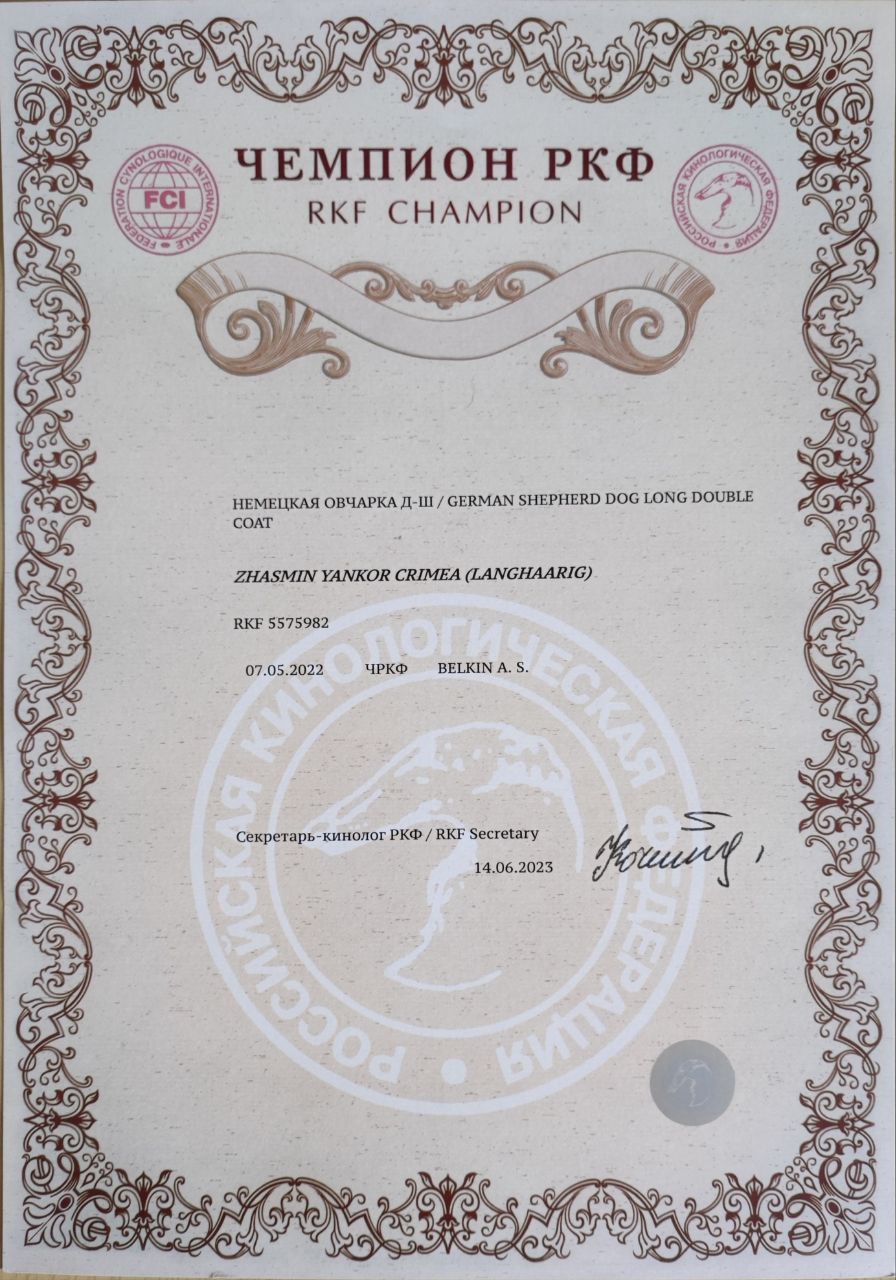 ЧЕМПИОН РКФ
RKF CHAMPION
FEDERATION CYNOLOGIQUE INTERNATIONALE
FCI
РОССИЙСКАЯ КИНОЛОГИЧЕСКАЯ ФЕДЕРАЦИЯ
НЕМЕЦКАЯ ОВЧАРКА Д-Ш / GERMAN SHEPHERD DOG LONG DOUBLE
COAT
ZHASMIN YANKOR CRIMEA (LANGHAARIG)
RKF 5575982
07.05.2022 ЧРКФ BELKIN A. S.
РОССИЙСКАЯ КИНОЛОГИЧЕСКАЯ ФЕДЕРАЦИЯ
Секретарь-кинолог РКФ / RKF Secretary
14.06.2023